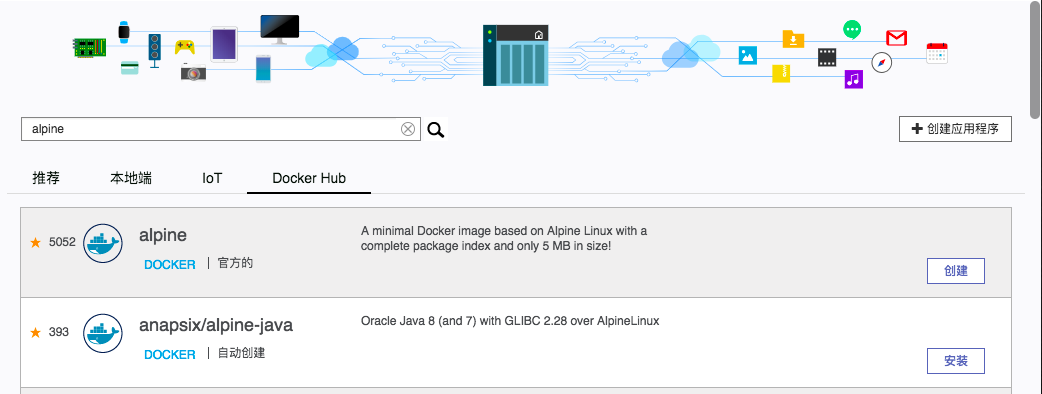 alpine
创建应用程序
推荐 本地端 IoT Docker Hub
5052 alpine A minimal Docker image based on Alpine Linux with a
complete package index and only 5 MB in size!
DOCKER | 官方的
创建
393 anapsix/alpine-java Oracle Java 8 (and 7) with GLIBC 2.28 over AlpineLinux
DOCKER | 自动创建
安装